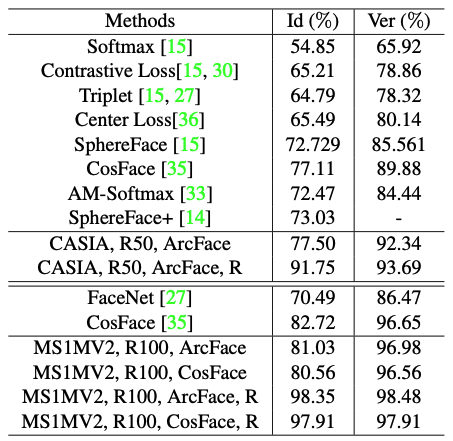 Methods Id (%) Ver (%)
Softmax [15] 54.85 65.92
Contrastive Loss[15, 30] 65.21 78.86
Triplet [15, 27] 64.79 78.32
Center Loss[36] 65.49 80.14
SphereFace [15] 72.729 85.561
CosFace [35] 77.11 89.88
AM-Softmax [33] 72.47 84.44
SphereFace+ [14] 73.03 -
CASIA, R50, ArcFace 77.50 92.34
CASIA, R50, ArcFace, R 91.75 93.69
FaceNet [27] 70.49 86.47
CosFace [35] 82.72 96.65
MS1MV2, R100, ArcFace 81.03 96.98
MS1MV2, R100, CosFace 80.56 96.56
MS1MV2, R100, ArcFace, R 98.35 98.48
MS1MV2, R100, CosFace, R 97.91 97.91